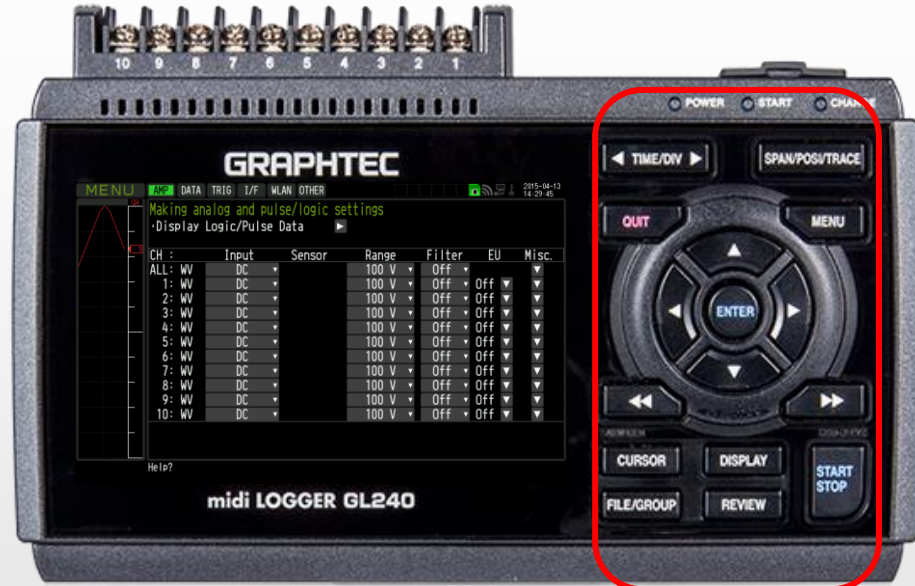 10 9 8 7 6 5 4 3 2 1
POWER START CHARGE
GRAPHTEC
TIME/DIV
SPAN/POSI/TRACE
MENU AMP DATA TRIG I/F WLAN OTHER
2015-04-13
14:29:45
Making analog and pulse/logic settings
·Display Logic/Pulse Data
QUIT
MENU
CH : Input Sensor Range Filter EU Misc.
ALL: WV DC 100 V Off
1: WV DC 100 V Off Off
2: WV DC 100 V Off Off
3: WV DC 100 V Off Off
4: WV DC 100 V Off Off
5: WV DC 100 V Off Off
6: WV DC 100 V Off Off
7: WV DC 100 V Off Off
8: WV DC 100 V Off Off
9: WV DC 100 V Off Off
10: WV DC 100 V Off Off
ENTER
Help?
CURSOR
DISPLAY
START
STOP
FILE/GROUP
REVIEW
midi LOGGER GL240